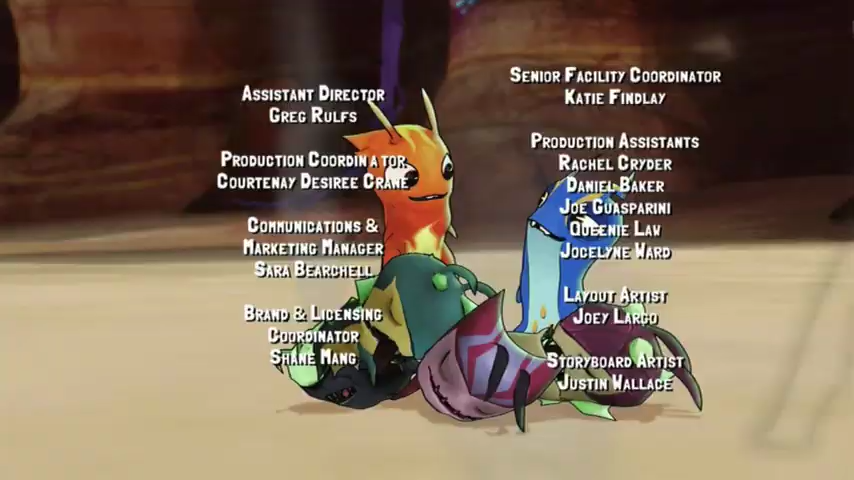 Assistant Director
Greg Rulfs
Production Coordinator
Courtenay Desiree Crane
Communications &
Marketing Manager
Sara Bearchell
Brand & Licensing
Coordinator
Shane Mang
Senior Facility Coordinator
Katie Findlay
Production Assistants
Rachel Cryder
Daniel Baker
Joe Guasparini
Queenie Law
Jocelyne Ward
Layout Artist
Joey Largo
Storyboard Artist
Justin Wallace